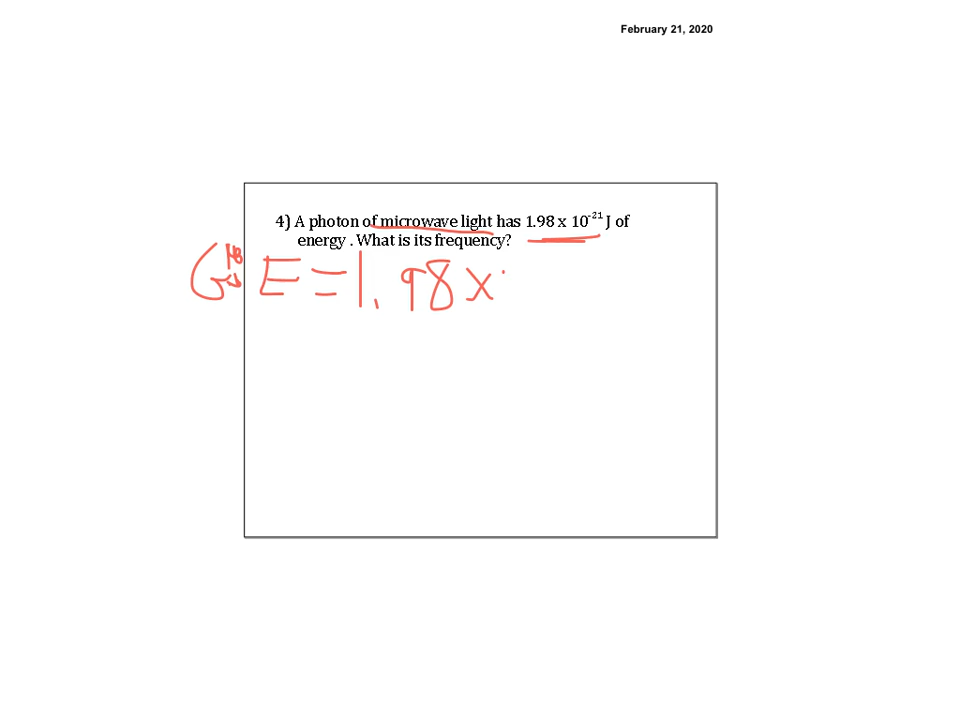 February 21, 2020
4) A photon of microwave light has 1.98 x 10⁻²¹ J of
energy . What is its frequency?
E = 1.98 x